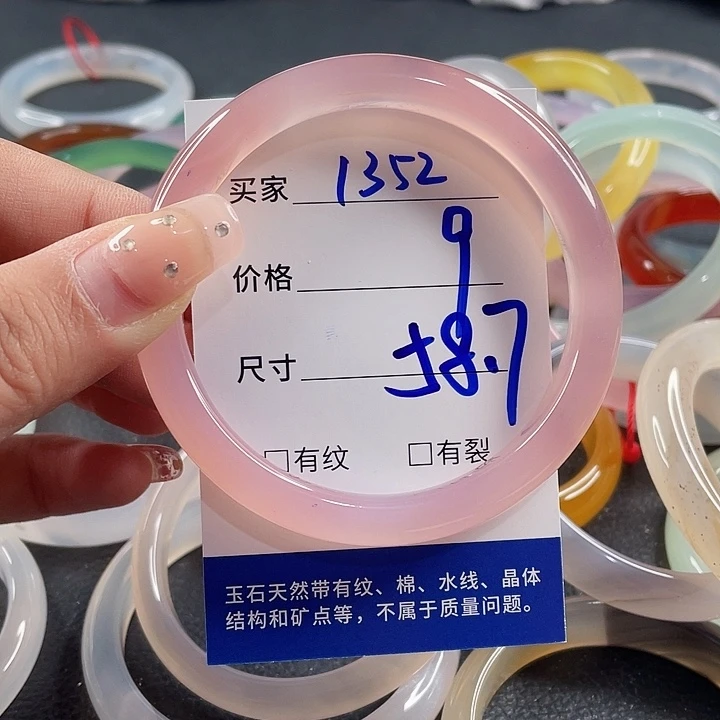 买家 1352
价格 9
尺寸 58.7
□有纹 □有裂
玉石天然带有纹、棉、水线、晶体
结构和矿点等，不属于质量问题。